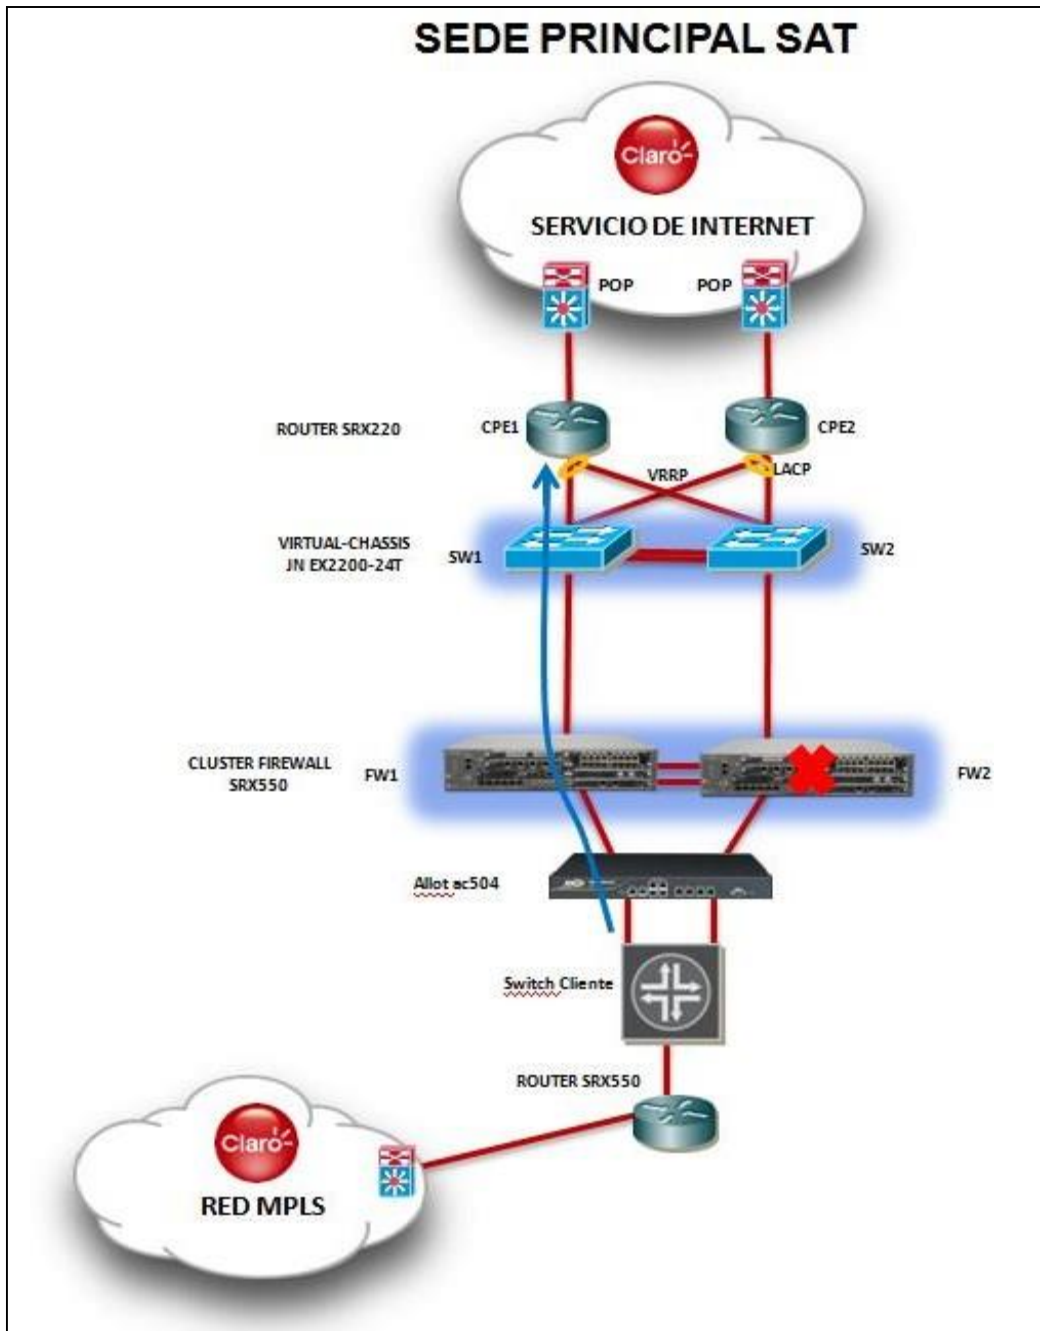 SEDE PRINCIPAL SAT
Claro
SERVICIO DE INTERNET
POP
POP
ROUTER SRX220
CPE1
CPE2
VRRP
LACP
VIRTUAL-CHASSIS
JN EX2200-24T
SW1
SW2
CLUSTER FIREWALL
SRX550
FW1
FW2
Allot ac504
Switch Cliente
ROUTER SRX550
Claro
RED MPLS